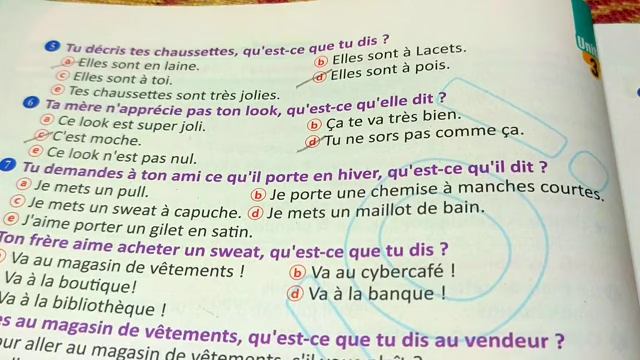 Unit
3
5 Tu décris tes chaussettes, qu'est-ce que tu dis ?
a Elles sont en laine. b Elles sont à Lacets.
c Elles sont à toi. d Elles sont à pois.
e Tes chaussettes sont très jolies.
6 Ta mère n'apprécie pas ton look, qu'est-ce qu'elle dit ?
a Ce look est super joli. b Ça te va très bien.
c C'est moche. d Tu ne sors pas comme ça.
e Ce look n'est pas nul.
7 Tu demandes à ton ami ce qu'il porte en hiver, qu'est-ce qu'il dit ?
a Je mets un pull. b Je porte une chemise à manches courtes.
c Je mets un sweat à capuche. d Je mets un maillot de bain.
e J'aime porter un gilet en satin.
Ton frère aime acheter un sweat, qu'est-ce que tu dis ?
Va au magasin de vêtements ! b Va au cybercafé !
Va à la boutique! d Va à la banque !
Va à la bibliothèque !
au magasin de vêtements, qu'est-ce que tu dis au vendeur ?
aller au magasin de vêtements